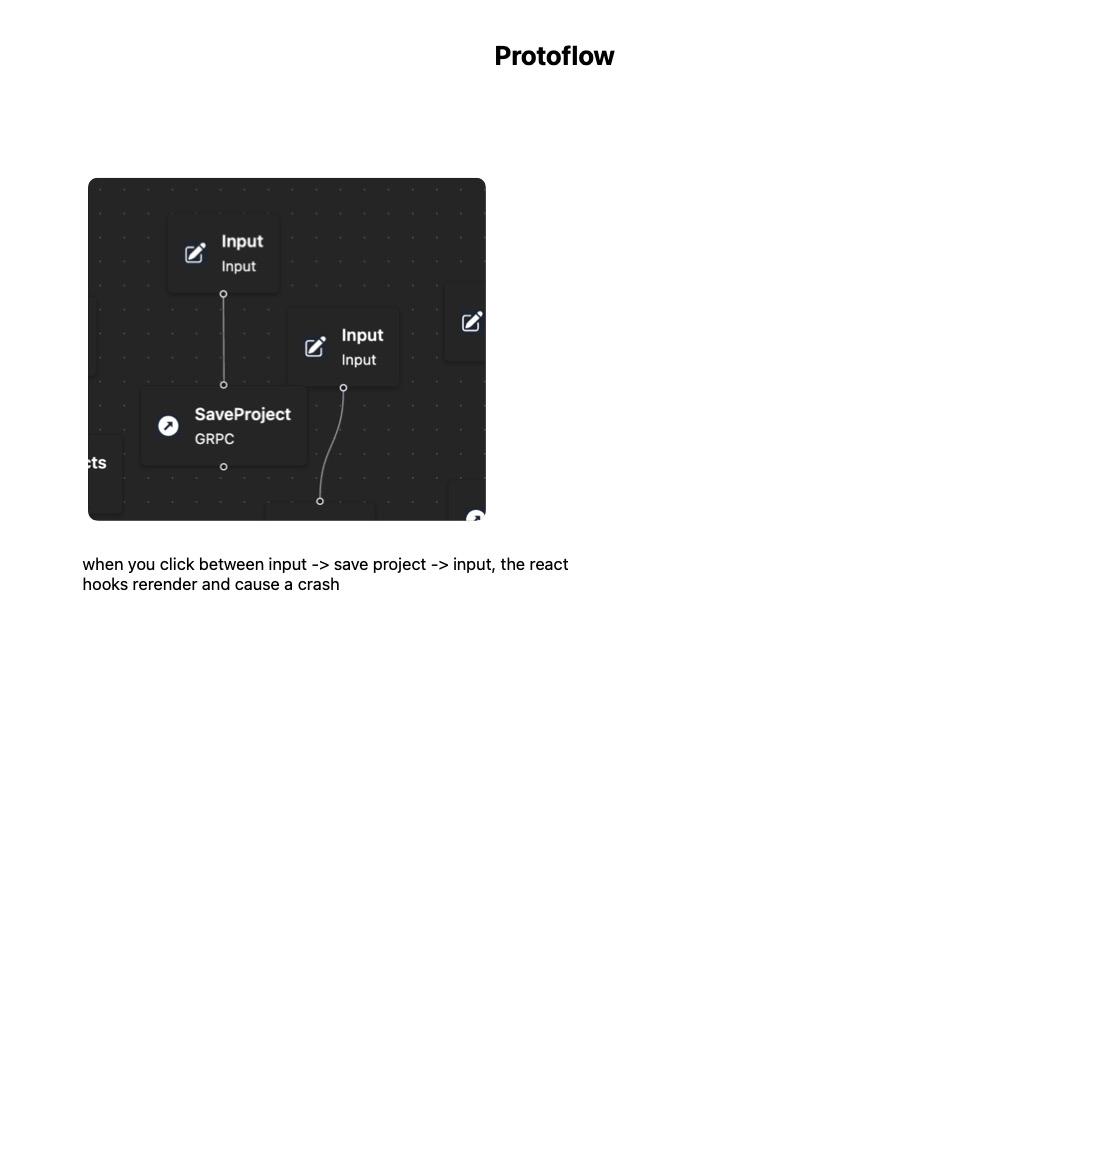 Protoflow
Input
Input
Input
Input
SaveProject
GRPC
cts
when you click between input -> save project -> input, the react
hooks rerender and cause a crash